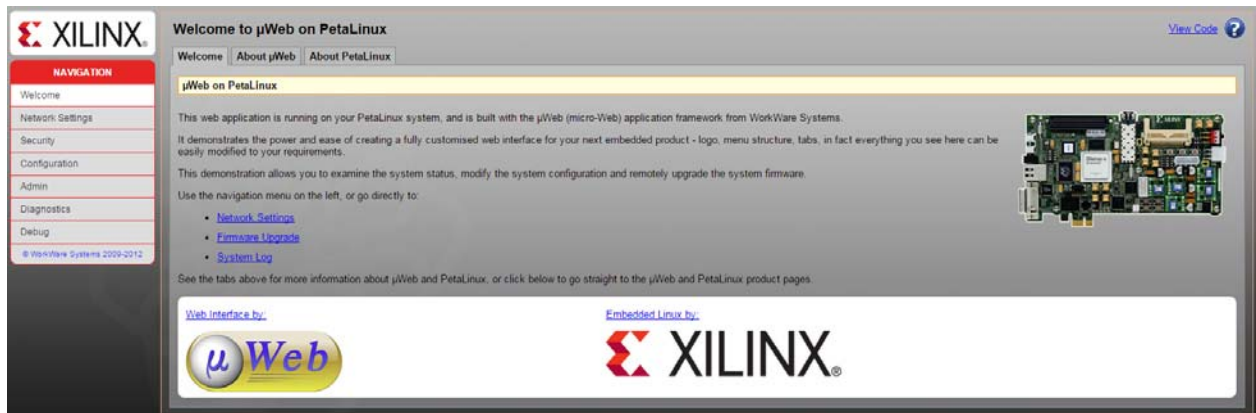 XILINX®
Welcome to µWeb on PetaLinux
View Code ?
Welcome About µWeb About PetaLinux
NAVIGATION
Welcome
Network Settings
Security
Configuration
Admin
Diagnostics
Debug
© WorkWare Systems 2009-2012
µWeb on PetaLinux
This web application is running on your PetaLinux system, and is built with the µWeb (micro-Web) application framework from WorkWare Systems.
It demonstrates the power and ease of creating a fully customised web interface for your next embedded product - logo, menu structure, tabs, in fact everything you see here can be
easily modified to your requirements.
This demonstration allows you to examine the system status, modify the system configuration and remotely upgrade the system firmware.
Use the navigation menu on the left, or go directly to:
• Network Settings
• Firmware Upgrade
• System Log
See the tabs above for more information about µWeb and PetaLinux, or click below to go straight to the µWeb and PetaLinux product pages.
Web Interface by:
µWeb
Embedded Linux by:
XILINX®